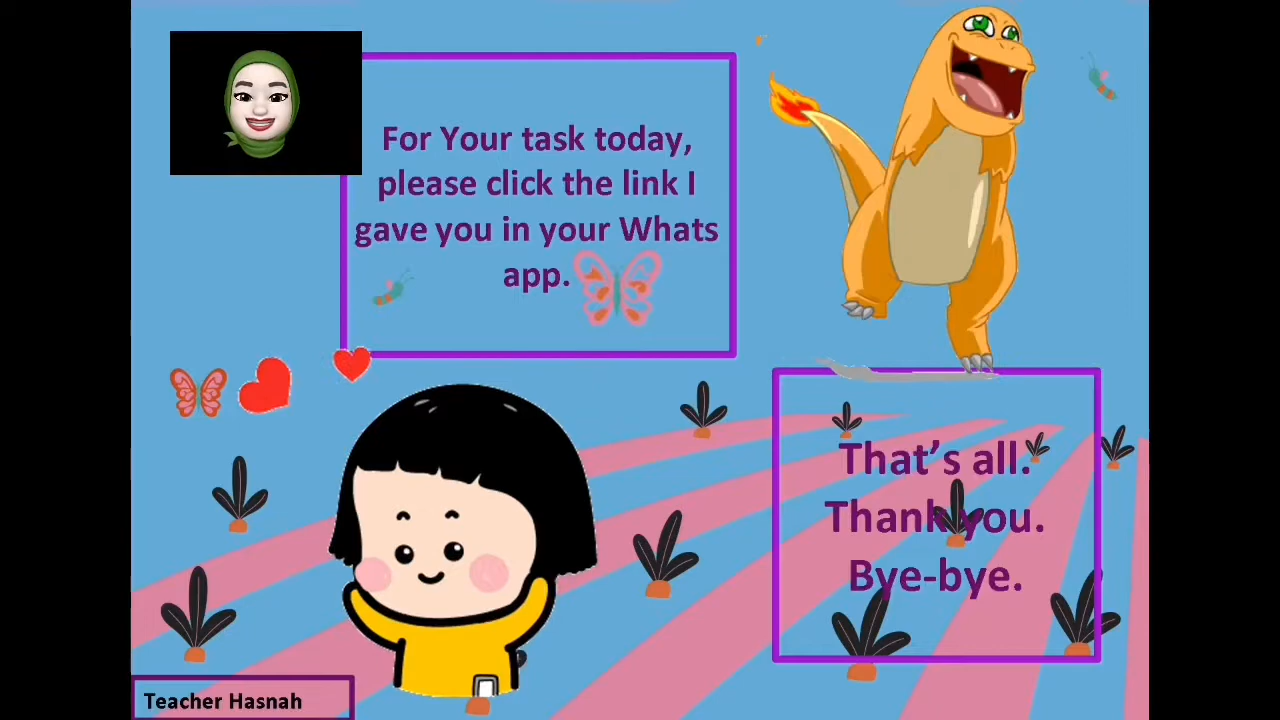 For Your task today,
please click the link I
gave you in your Whats
app.
That’s all.
Thank you.
Bye-bye.
Teacher Hasnah